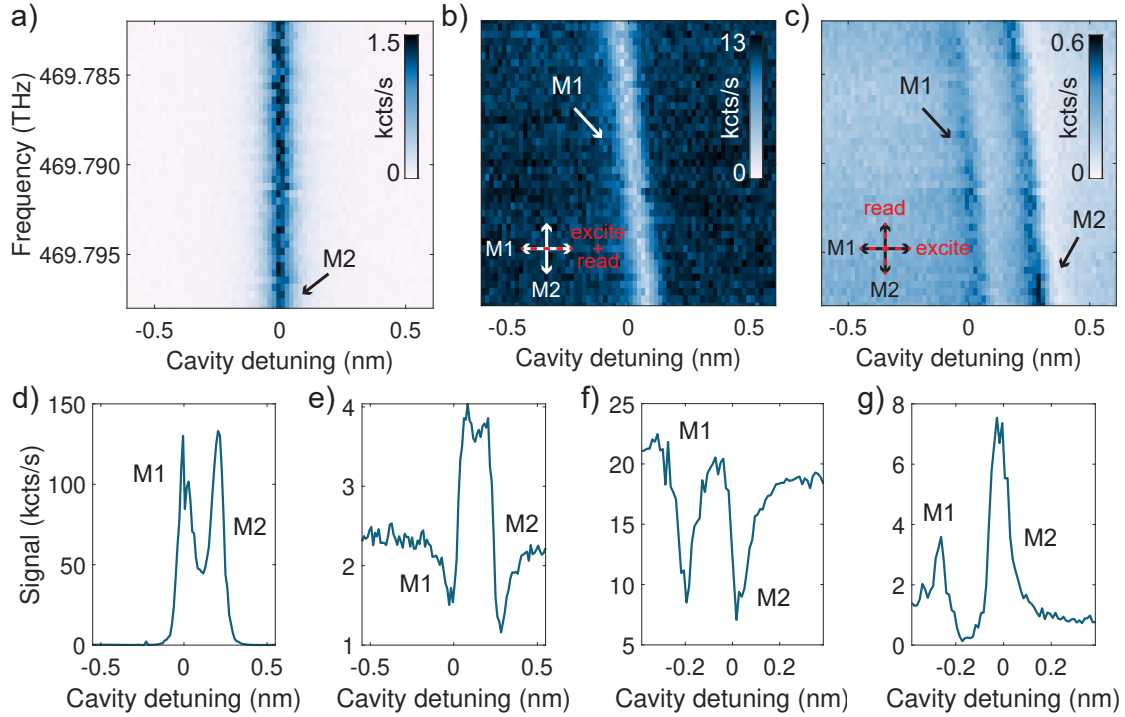 a)
b)
c)
1.5
kcts/s
0
M2
13
kcts/s
0
M1
M1
excite
+
read
M2
0.6
kcts/s
0
M1
M2
read
M1
excite
M2
Frequency (THz)
469.785
469.790
469.795
-0.5
0
0.5
-0.5
0
0.5
-0.5
0
0.5
Cavity detuning (nm)
Cavity detuning (nm)
Cavity detuning (nm)
d)
e)
f)
g)
Signal (kcts/s)
150
100
50
0
M1
M2
-0.5
0
0.5
Cavity detuning (nm)
4
3
2
1
M1
M2
-0.5
0
0.5
Cavity detuning (nm)
25
20
15
10
5
M1
M2
-0.2
0
0.2
Cavity detuning (nm)
8
6
4
2
0
M1
M2
-0.2
0
0.2
Cavity detuning (nm)